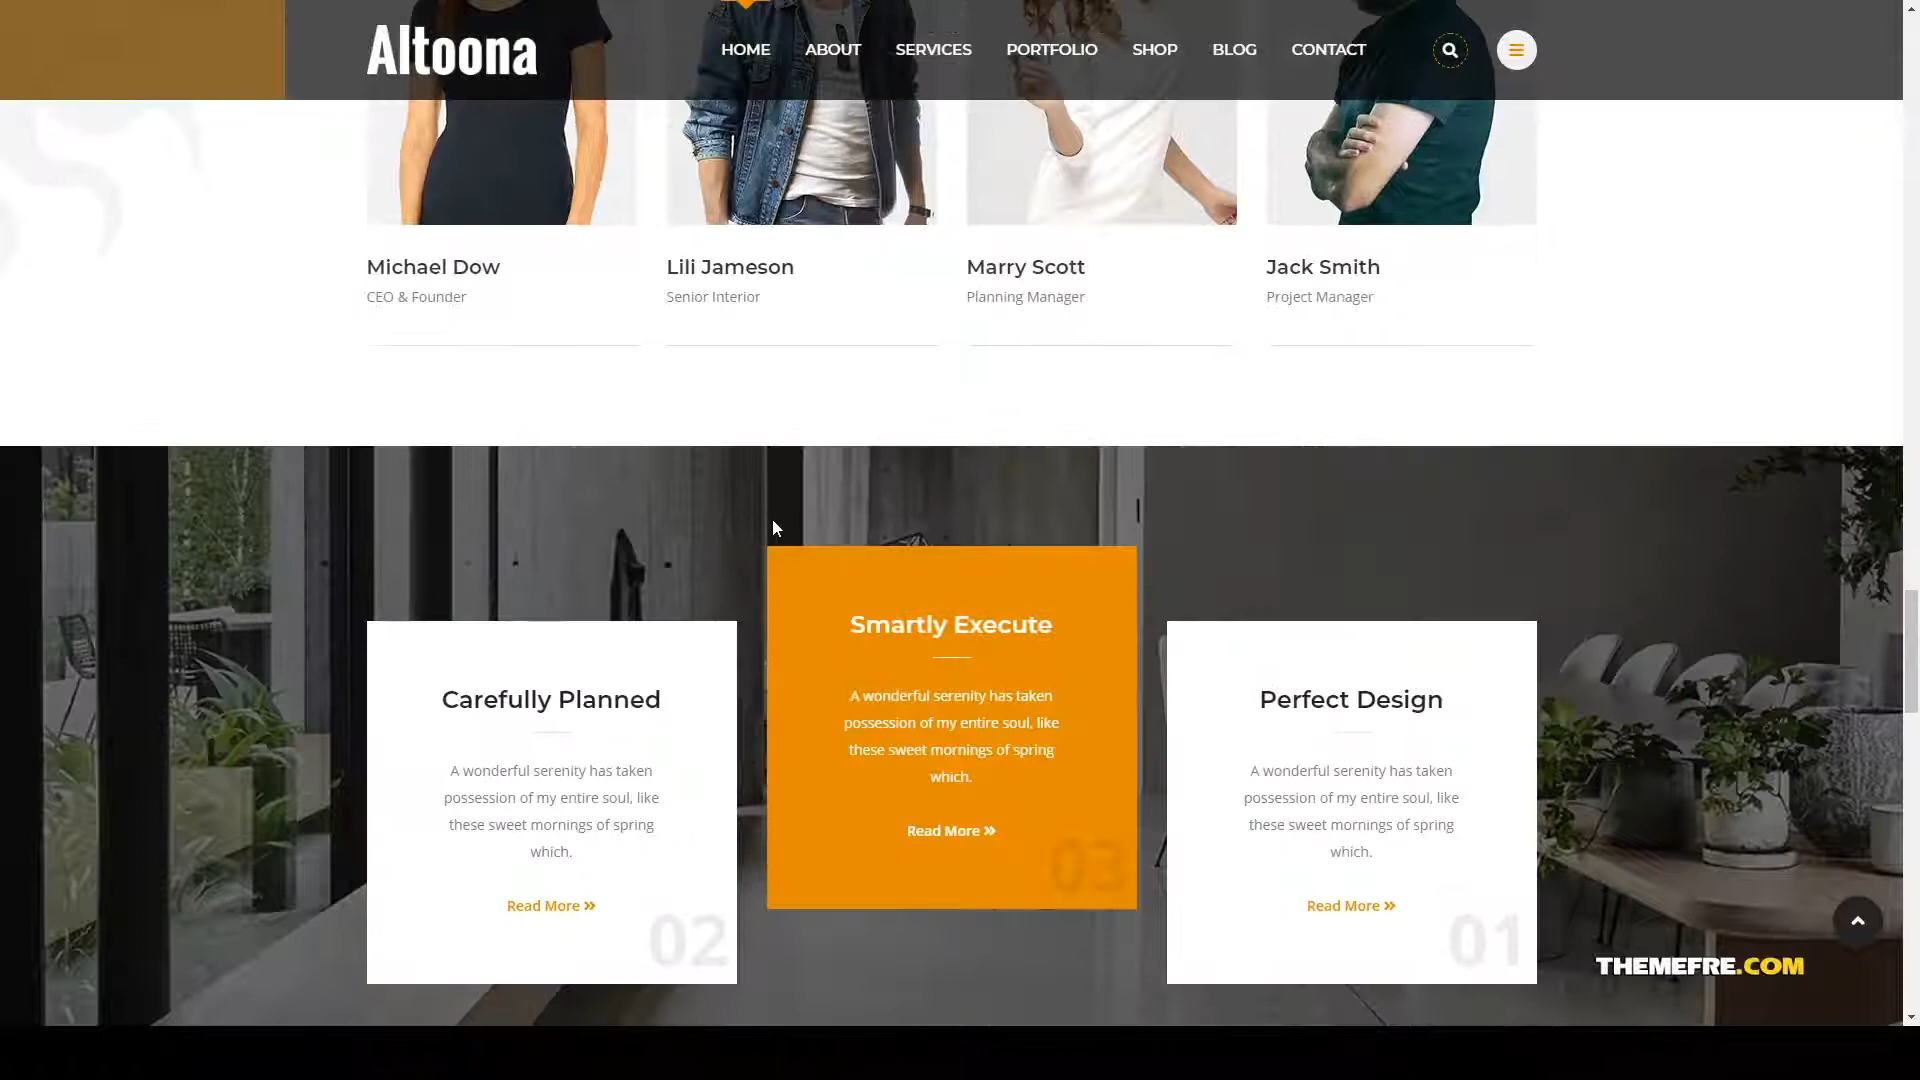 Altoona
HOME ABOUT SERVICES PORTFOLIO SHOP BLOG CONTACT
Michael Dow
CEO & Founder
Lili Jameson
Senior Interior
Marry Scott
Planning Manager
Jack Smith
Project Manager
Carefully Planned
A wonderful serenity has taken
possession of my entire soul, like
these sweet mornings of spring
which.
Read More »
02
Smartly Execute
A wonderful serenity has taken
possession of my entire soul, like
these sweet mornings of spring
which.
Read More »
03
Perfect Design
A wonderful serenity has taken
possession of my entire soul, like
these sweet mornings of spring
which.
Read More »
01
THEMEFRE.COM